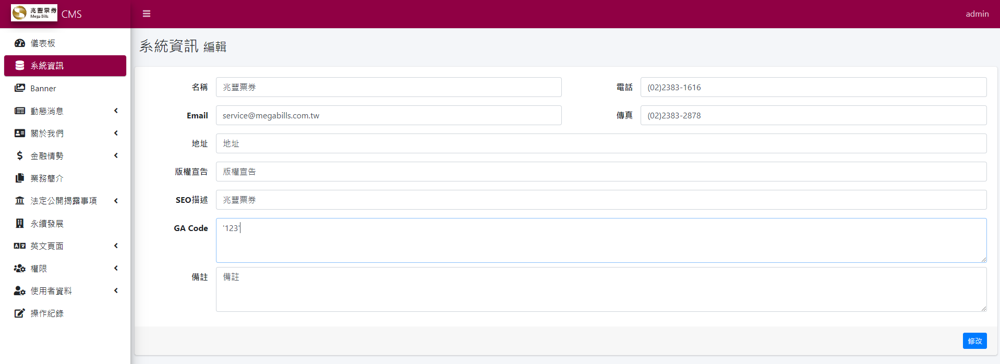 兆豐票券
Mega Bills
CMS
admin
儀表板
系統資訊
Banner
動態消息
關於我們
金融情勢
業務簡介
法定公開揭露事項
永續發展
英文頁面
權限
使用者資料
操作紀錄
系統資訊 編輯
名稱 兆豐票券
電話 (02)2383-1616
Email service@megabills.com.tw
傳真 (02)2383-2878
地址 地址
版權宣告 版權宣告
SEO描述 兆豐票券
GA Code '123'
備註 備註
修改